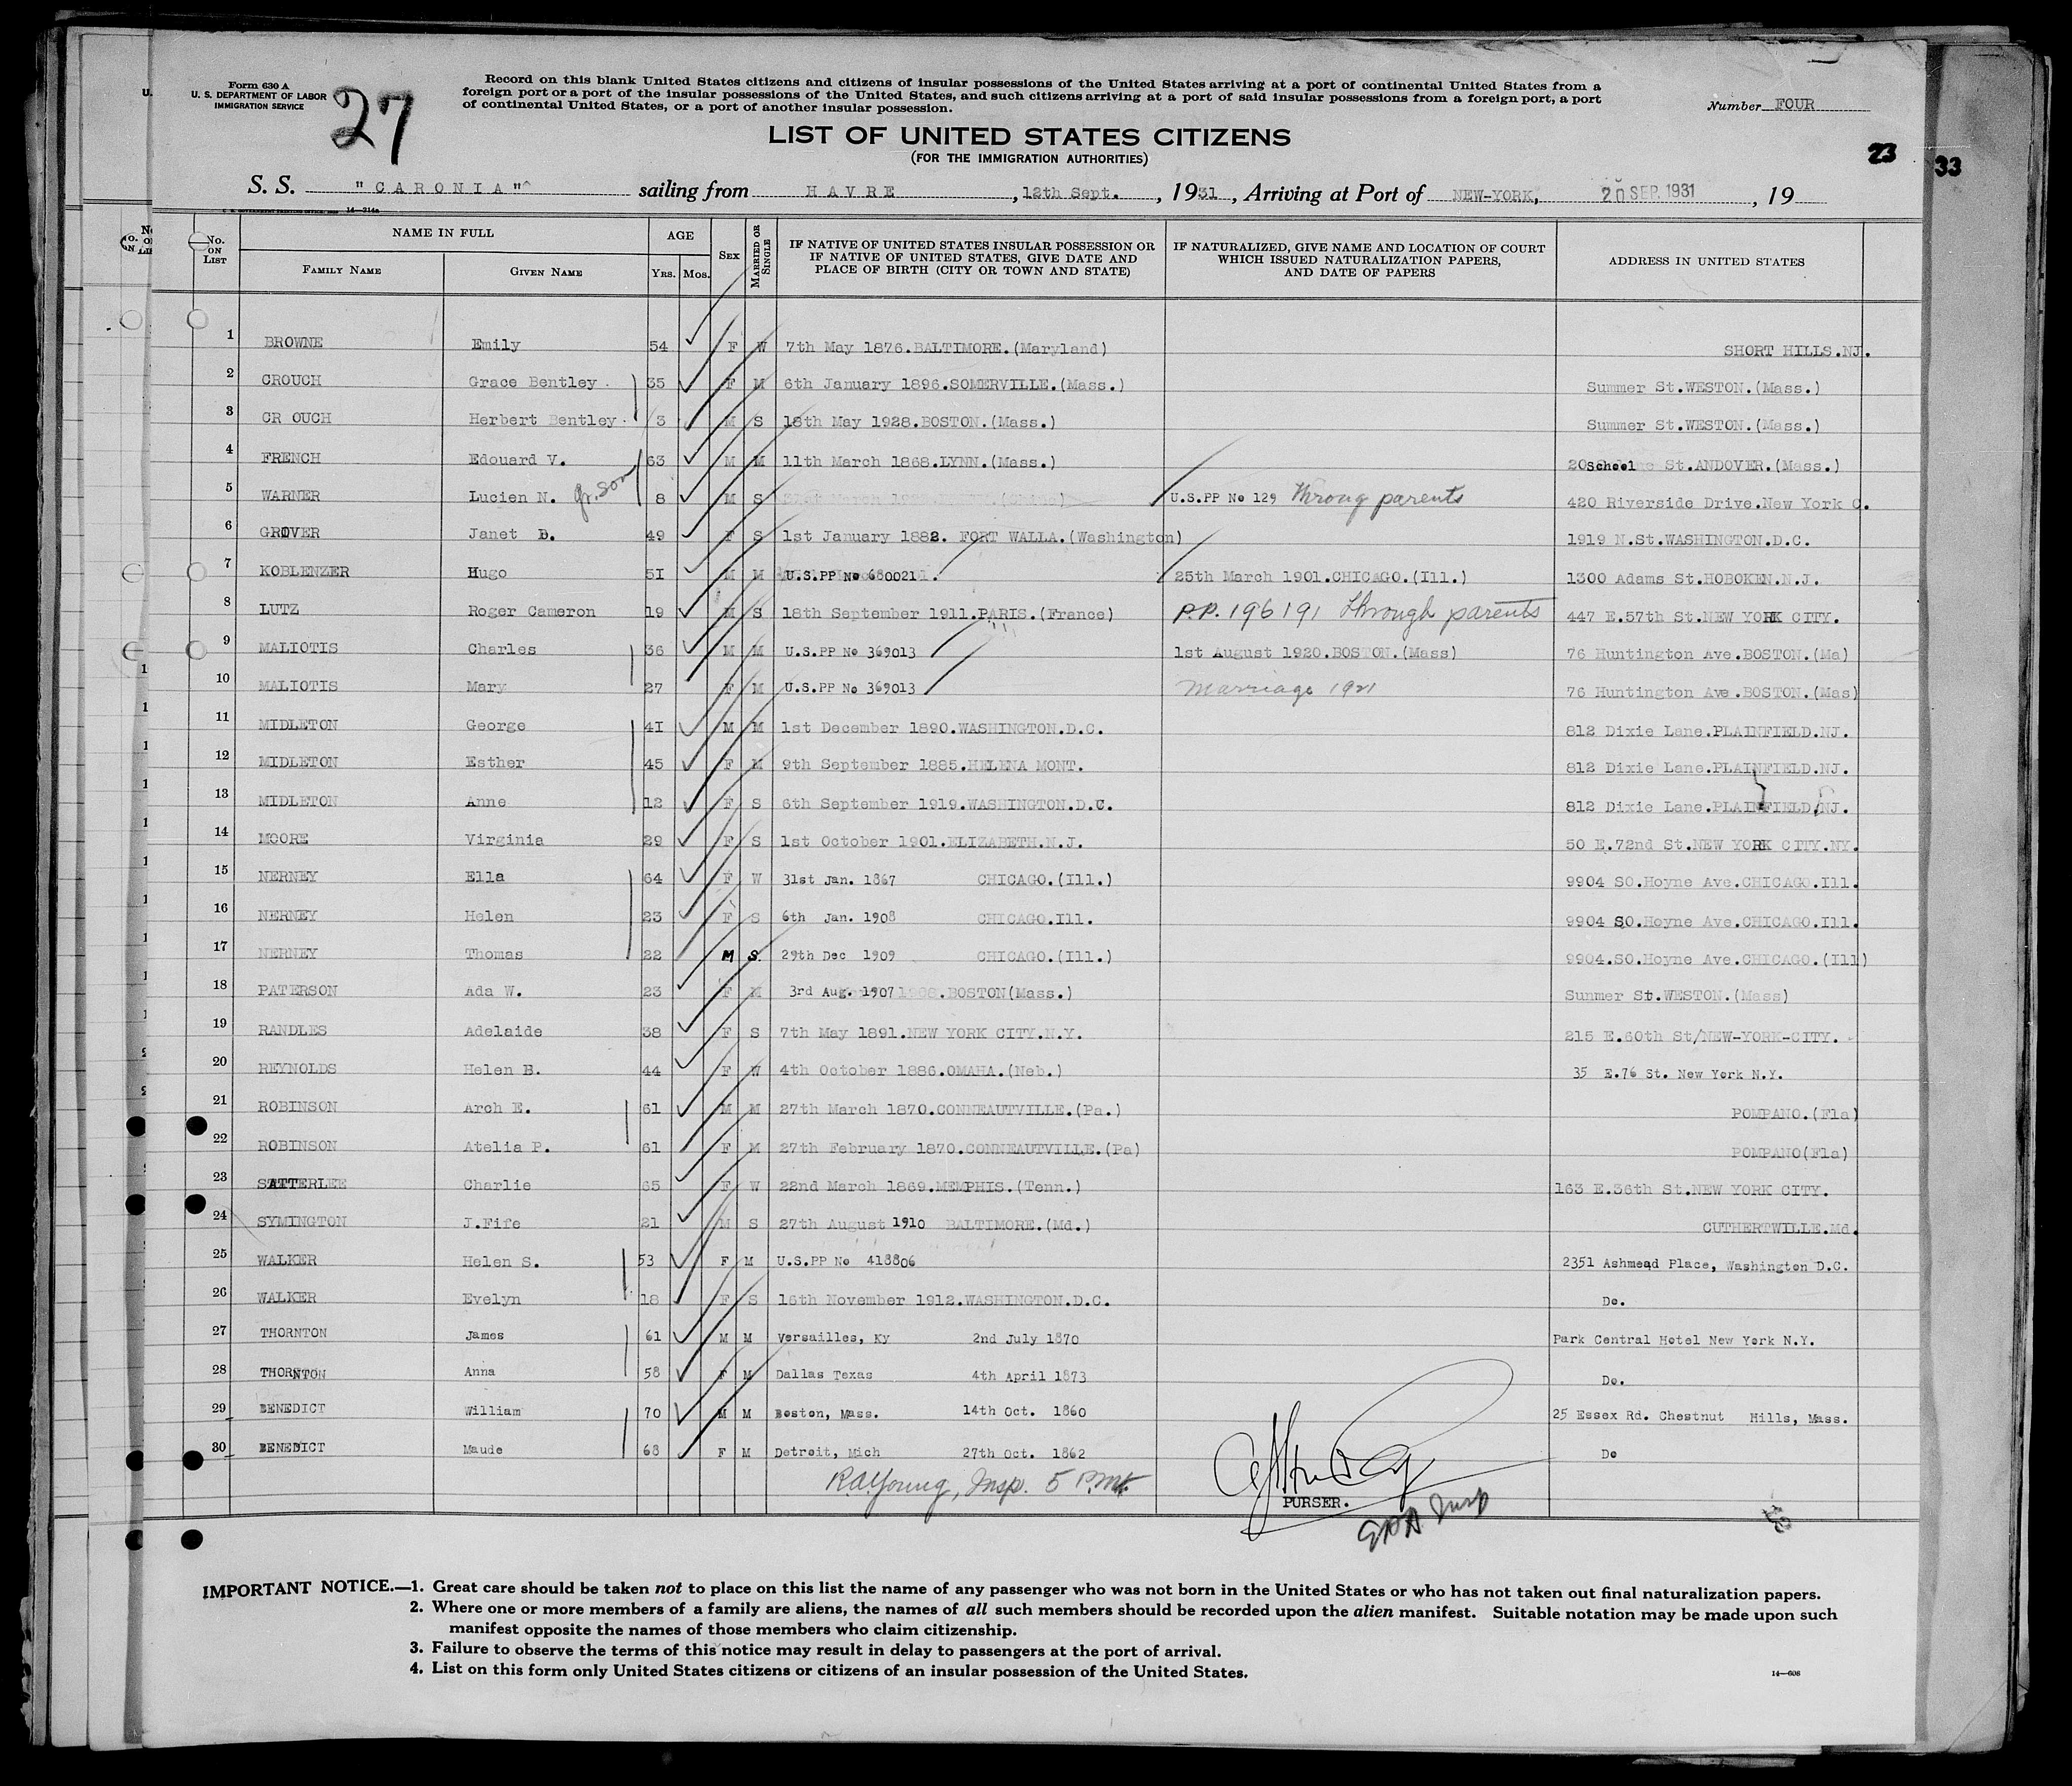 Form 630 A
U. S. DEPARTMENT OF LABOR
IMMIGRATION SERVICE
27
Record on this blank United States citizens and citizens of insular possessions of the United States arriving at a port of continental United States from a
foreign port or a port of the insular possessions of the United States, and such citizens arriving at a port of said insular possessions from a foreign port, a port
of continental United States, or a port of another insular possession.
Number FOUR
LIST OF UNITED STATES CITIZENS
(FOR THE IMMIGRATION AUTHORITIES)
23
33
S. S. "CARONIA" sailing from HAVRE, 12th Sept., 1931, Arriving at Port of NEW-YORK, 20 SEP. 1931, 19
No. ON LIST NAME IN FULL FAMILY NAME GIVEN NAME AGE YRS. MOS. SEX MARRIED OR SINGLE IF NATIVE OF UNITED STATES INSULAR POSSESSION OR IF NATIVE OF UNITED STATES, GIVE DATE AND PLACE OF BIRTH (CITY OR TOWN AND STATE) IF NATURALIZED, GIVE NAME AND LOCATION OF COURT WHICH ISSUED NATURALIZATION PAPERS, AND DATE OF PAPERS ADDRESS IN UNITED STATES
1 BROWNE Emily 54 F W 7th May 1876.BALTIMORE.(Maryland) SHORT HILLS.NJ.
2 CROUCH Grace Bentley 35 F M 6th January 1896.SOMERVILLE.(Mass.) Summer St.WESTON.(Mass.)
3 CR OUCH Herbert Bentley 3 M S 18th May 1928.BOSTON.(Mass.) Summer St.WESTON.(Mass.)
4 FRENCH Edouard V. 63 M M 11th March 1868.LYNN.(Mass.) 20 School St.ANDOVER.(Mass.)
5 WARNER Lucien N. gr. son 8 M S U.S.PP No 129 Throug parents 420 Riverside Drive.New York C.
6 GROVER Janet B. 49 F S 1st January 1882. FORT WALLA.(Washington) 1919 N.St.WASHINGTON.D.C.
7 KOBLENZER Hugo 5I M M U.S.PP No 680021 25th March 1901.CHICAGO.(Ill.) 1300 Adams St.HOBOKEN.N.J.
8 LUTZ Roger Cameron 19 M S 18th September 1911.PARIS.(France) P.P. 196191 through parents 447 E.57th St.NEW YORK CITY.
9 MALIOTIS Charles 36 M M U.S.PP No 369013 1st August 1920.BOSTON.(Mass) 76 Huntington Ave.BOSTON.(Ma)
10 MALIOTIS Mary 27 F M U.S.PP No 369013 Marriage 1921 76 Huntington Ave.BOSTON.(Mas)
11 MIDLETON George 4I M M 1st December 1890.WASHINGTON.D.C. 812 Dixie Lane.PLAINFIELD.NJ.
12 MIDLETON Esther 45 F M 9th September 1885.HELENA MONT. 812 Dixie Lane.PLAINFIELD.NJ.
13 MIDLETON Anne 12 F S 6th September 1919.WASHINGTON.D.C. 812 Dixie Lane.PLAINFIELD.NJ.
14 MOORE Virginia 29 F S 1st October 1901.ELIZABETH.N.J. 50 E.72nd St.NEW YORK CITY.NY.
15 NERNEY Ella 64 F W 31st Jan. 1867 CHICAGO.(Ill.) 9904 SO.Hoyne Ave.CHICAGO.Ill.
16 NERNEY Helen 23 F S 6th Jan. 1908 CHICAGO.Ill. 9904 SO.Hoyne Ave.CHICAGO.Ill.
17 NERNEY Thomas 22 M S. 29th Dec 1909 CHICAGO.(Ill.) 9904.SO.Hoyne Ave.CHICAGO.(Ill)
18 PATERSON Ada W. 23 F M 3rd Aug. 1907 .BOSTON(Mass.) Summer St.WESTON.(Mass)
19 RANDLES Adelaide 38 F S 7th May 1891.NEW YORK CITY.N.Y. 215 E.60th St/NEW-YORK-CITY.
20 REYNOLDS Helen B. 44 F W 4th October 1886.OMAHA.(Neb.) 35 E.76 St. New York N.Y.
21 ROBINSON Arch E. 61 M M 27th March 1870.CONNEAUTVILLE.(Pa.) POMPANO.(Fla)
22 ROBINSON Atelia P. 61 F M 27th February 1870.CONNEAUTVILLE.(Pa) POMPANO(Fla)
23 SATTERLEE Charlie 65 F W 22nd March 1869.MEMPHIS.(Tenn.) 163 E.36th St.NEW YORK CITY.
24 SYMINGTON J.Fife 21 M S 27th August 1910 BALTIMORE.(Md.) CUTHERTWILLE.Md.
25 WALKER Helen S. 53 F M U.S.PP No 418806 2351 Ashmead Place, Washington D.C.
26 WALKER Evelyn 18 F S 16th November 1912.WASHINGTON.D.C. Do.
27 THORNTON James 61 M M Versailles, Ky 2nd July 1870 Park Central Hotel New York N.Y.
28 THORNTON Anna 58 F M Dallas Texas 4th April 1873 Do.
29 BENEDICT William 70 M M Boston, Mass. 14th Oct. 1860 25 Essex Rd. Chestnut Hills, Mass.
30 BENEDICT Maude 68 F M Detroit, Mich 27th Oct. 1862 Do
R.A. Young, Insp.
PURSER.
Insp
IMPORTANT NOTICE.—1. Great care should be taken not to place on this list the name of any passenger who was not born in the United States or who has not taken out final naturalization papers.
2. Where one or more members of a family are aliens, the names of all such members should be recorded upon the alien manifest. Suitable notation may be made upon such
manifest opposite the names of those members who claim citizenship.
3. Failure to observe the terms of this notice may result in delay to passengers at the port of arrival.
4. List on this form only United States citizens or citizens of an insular possession of the United States.
14—608